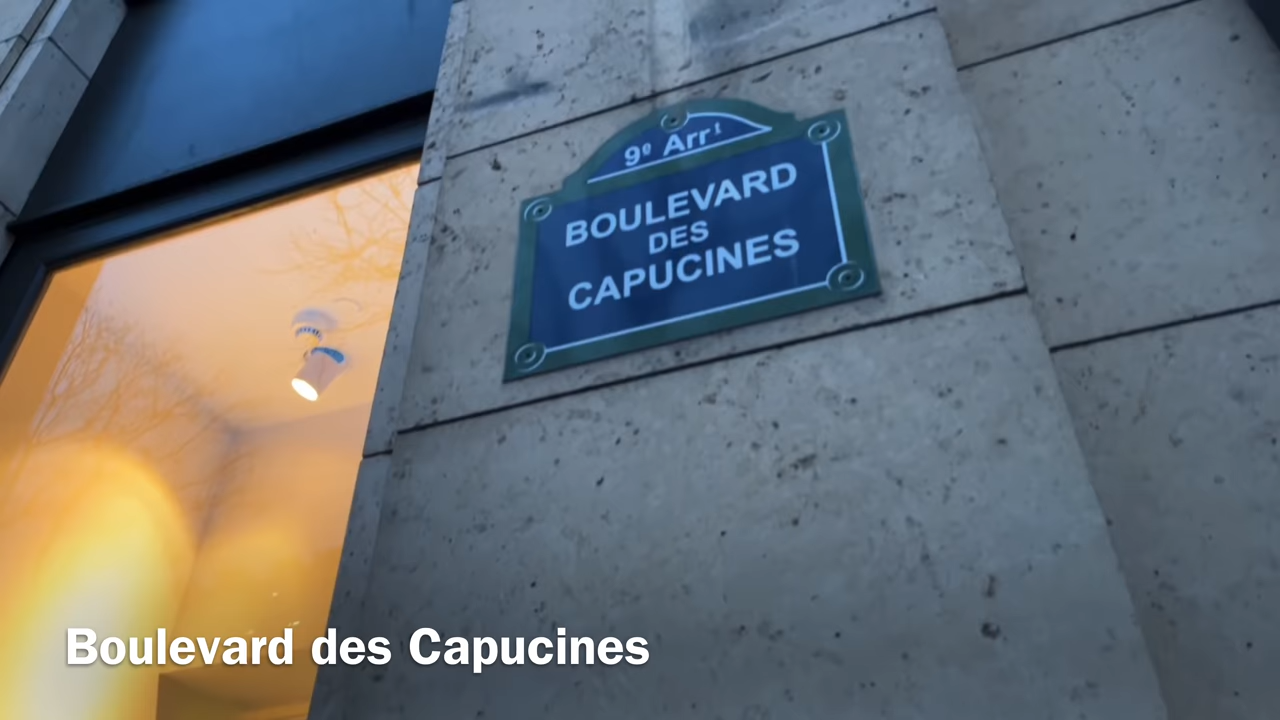 9e Arrt
BOULEVARD
DES
CAPUCINES
Boulevard des Capucines